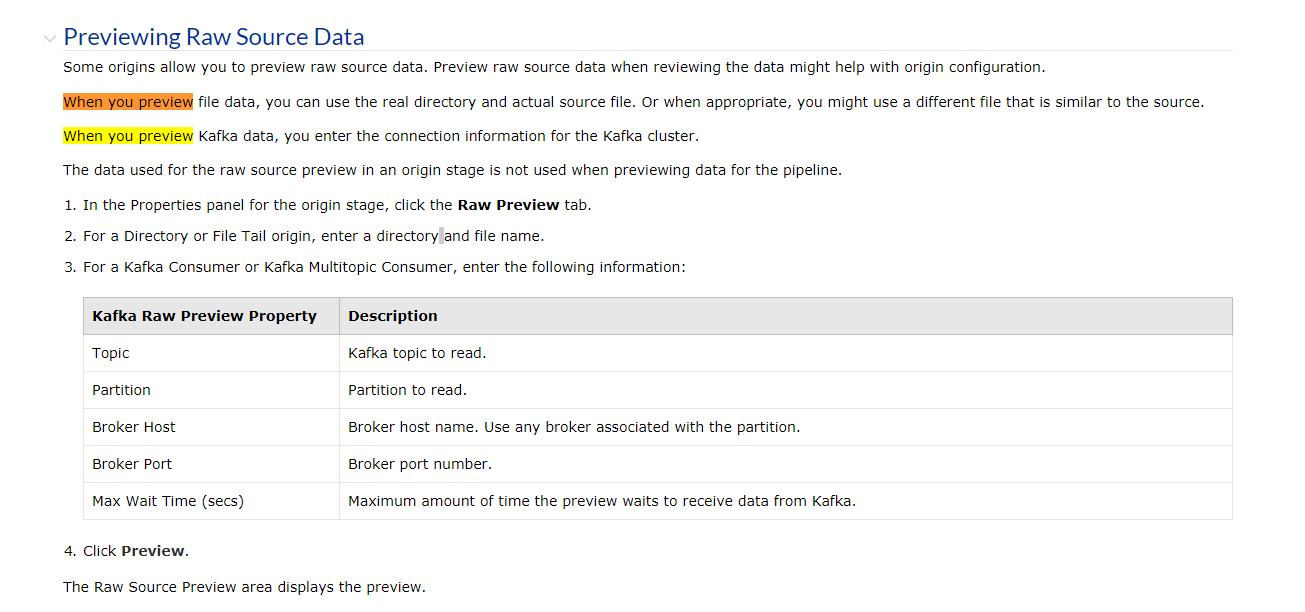 Previewing Raw Source Data
Some origins allow you to preview raw source data. Preview raw source data when reviewing the data might help with origin configuration.
When you preview file data, you can use the real directory and actual source file. Or when appropriate, you might use a different file that is similar to the source.
When you preview Kafka data, you enter the connection information for the Kafka cluster.
The data used for the raw source preview in an origin stage is not used when previewing data for the pipeline.
1. In the Properties panel for the origin stage, click the Raw Preview tab.
2. For a Directory or File Tail origin, enter a directory and file name.
3. For a Kafka Consumer or Kafka Multitopic Consumer, enter the following information:
Kafka Raw Preview Property Description
Topic Kafka topic to read.
Partition Partition to read.
Broker Host Broker host name. Use any broker associated with the partition.
Broker Port Broker port number.
Max Wait Time (secs) Maximum amount of time the preview waits to receive data from Kafka.
4. Click Preview.
The Raw Source Preview area displays the preview.